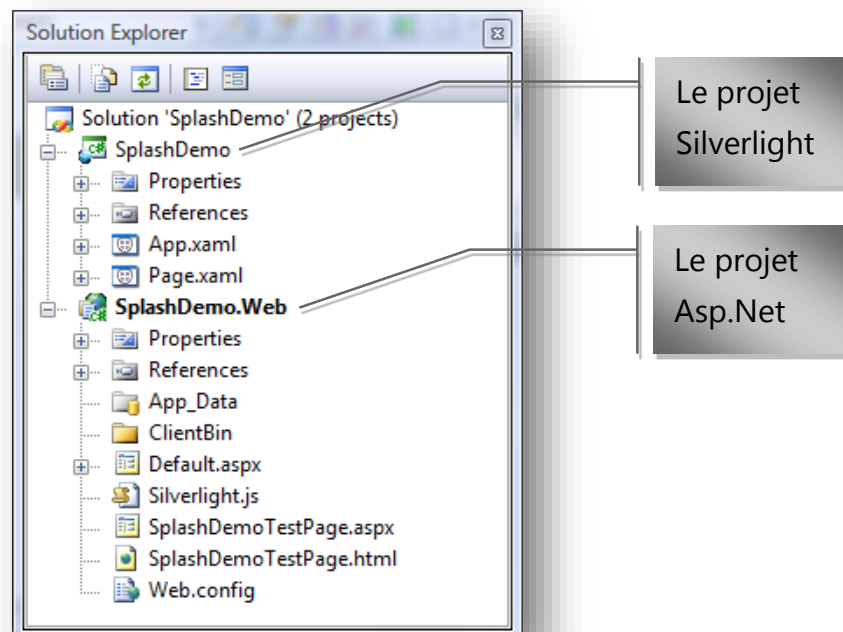 Solution Explorer
Solution 'SplashDemo' (2 projects)
SplashDemo
Properties
References
App.xaml
Page.xaml
SplashDemo.Web
Properties
References
App_Data
ClientBin
Default.aspx
Silverlight.js
SplashDemoTestPage.aspx
SplashDemoTestPage.html
Web.config
Le projet
Silverlight
Le projet
Asp.Net